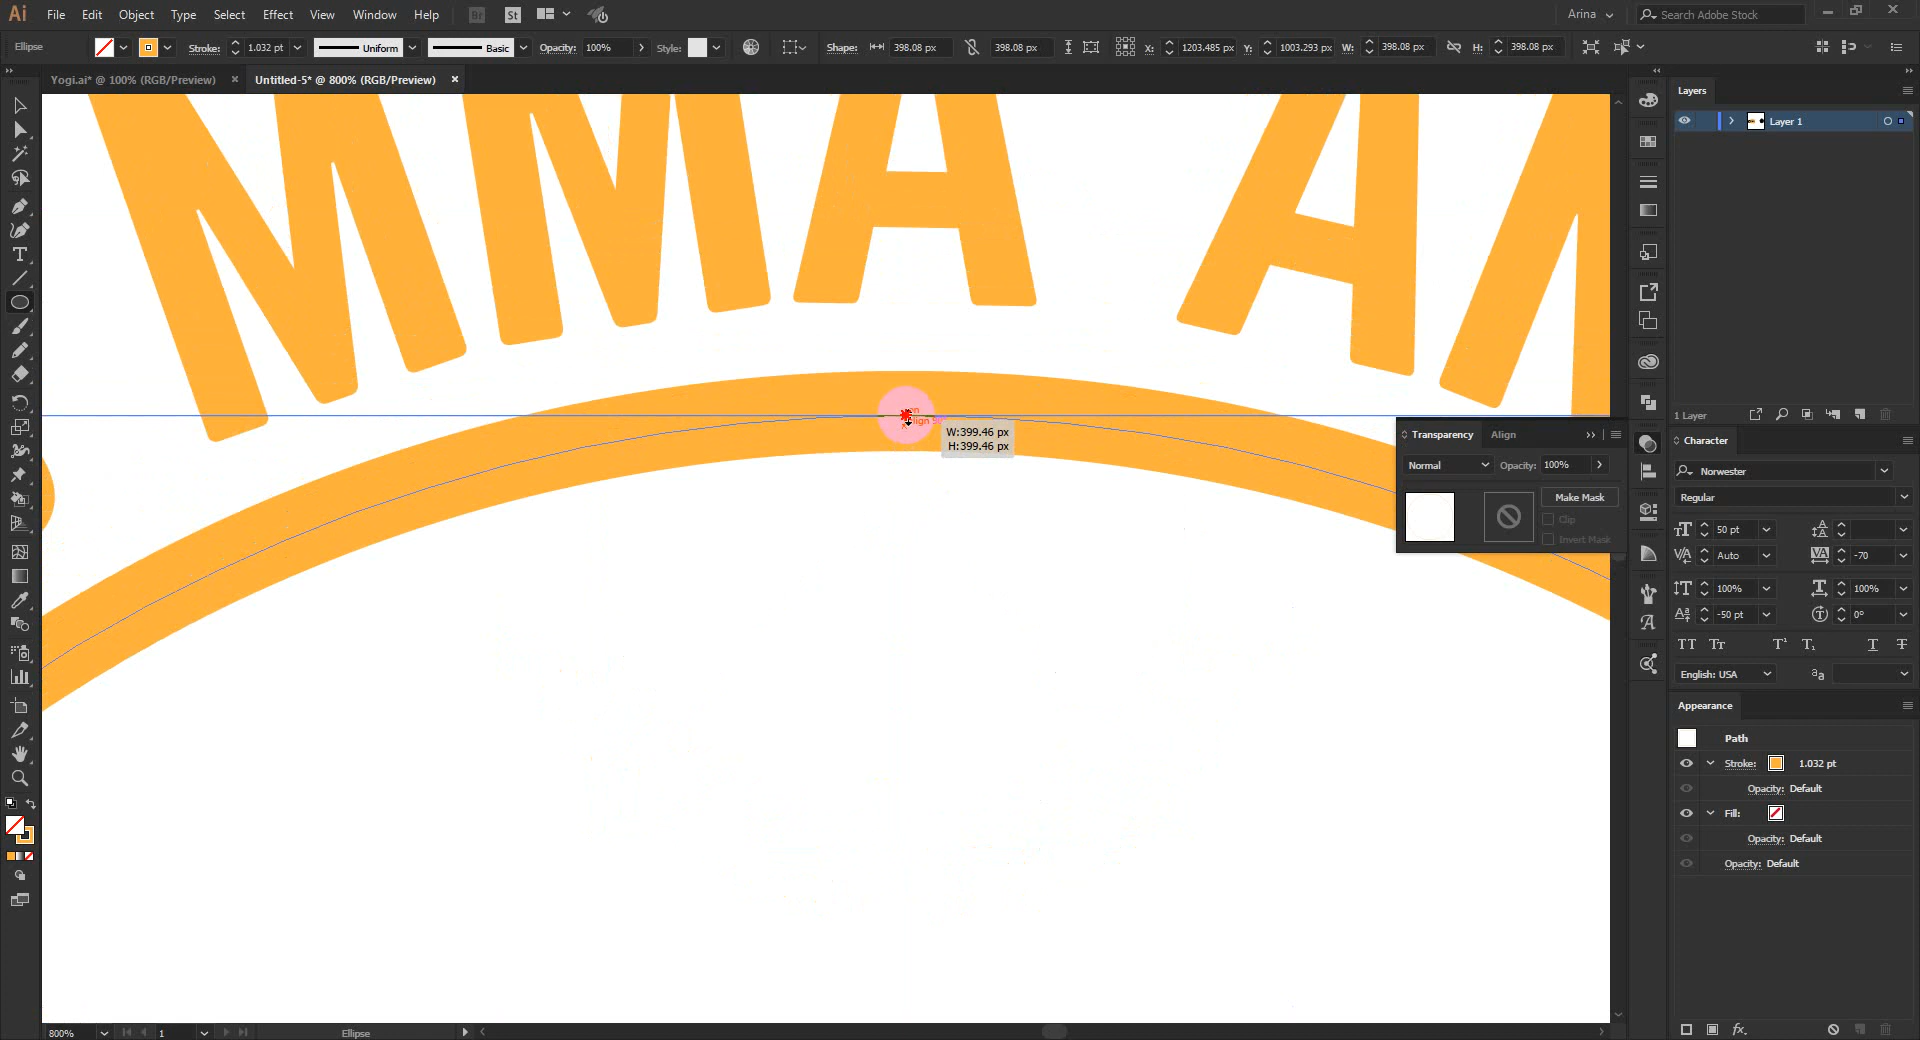 Ai File Edit Object Type Select Effect View Window Help Br St Arina Search Adobe Stock
Ellipse Stroke: 1.032 pt Uniform Basic Opacity: 100% Style: Shape: 398.08 px 398.08 px X: 1203.485 px Y: 1003.293 px W: 398.08 px H: 398.08 px
Yogi.ai* @ 100% (RGB/Preview) × Untitled-5* @ 800% (RGB/Preview) ×
MMA A
W:399.46 px
H:399.46 px
Transparency Align
Normal Opacity: 100%
Make Mask
Clip
Invert Mask
Layers
Layer 1
1 Layer
Character
Norwester
Regular
50 pt
Auto -70
100% 100%
-50 pt 0°
TT Tr T¹ T₁ T T
English: USA aa
Appearance
Path
Stroke: 1.032 pt
Opacity: Default
Fill:
Opacity: Default
Opacity: Default
fx
800% 1 Ellipse